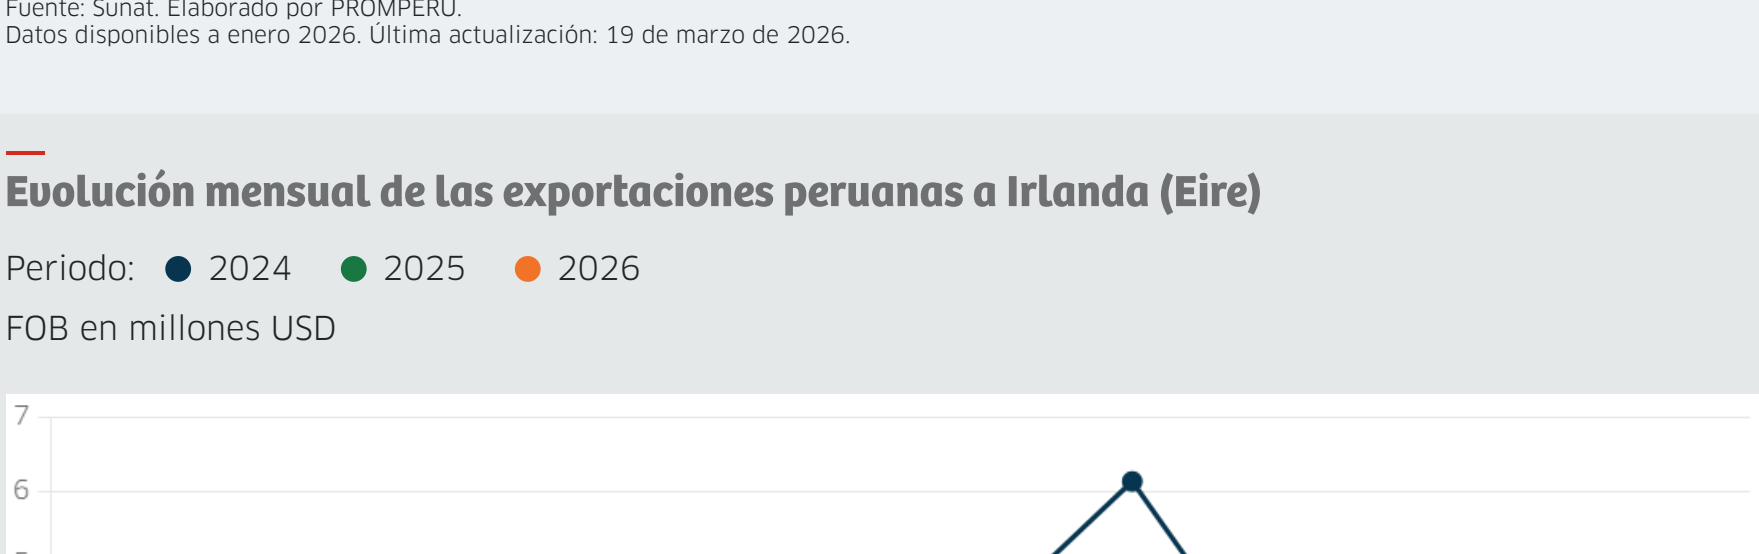 Fuente: Sunat. Elaborado por PROMPERÚ.
Datos disponibles a enero 2026. Última actualización: 19 de marzo de 2026.
Evolución mensual de las exportaciones peruanas a Irlanda (Eire)
Periodo: 2024 2025 2026
FOB en millones USD
7
6